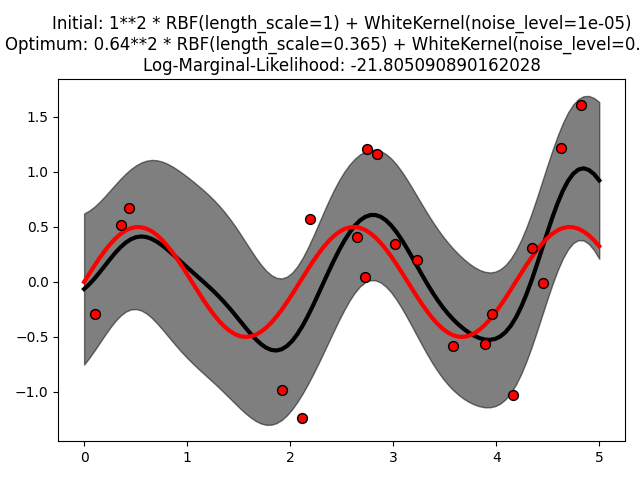 Initial: 1**2 * RBF(length_scale=1) + WhiteKernel(noise_level=1e-05)
Optimum: 0.64**2 * RBF(length_scale=0.365) + WhiteKernel(noise_level=0.
Log-Marginal-Likelihood: -21.805090890162028
1.5
1.0
0.5
0.0
−0.5
−1.0
0 1 2 3 4 5